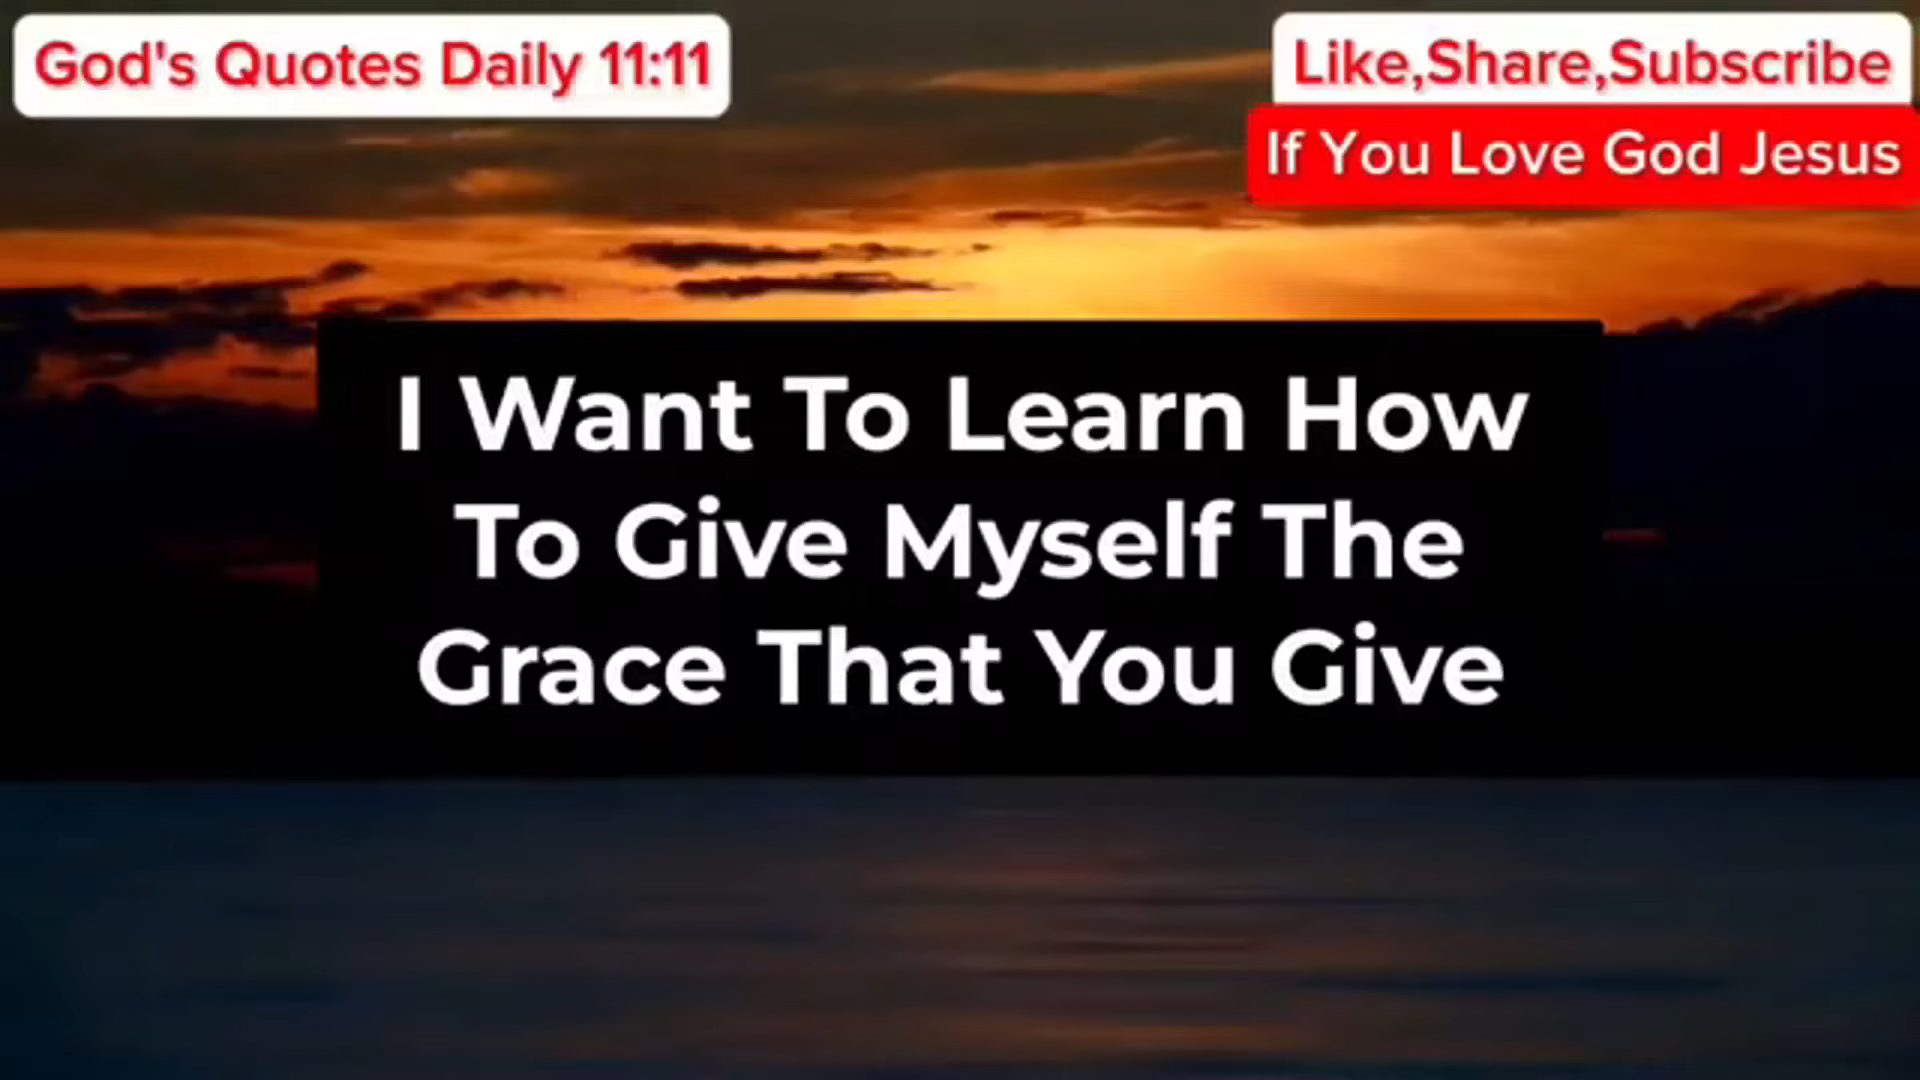 God's Quotes Daily 11:11
Like,Share,Subscribe
If You Love God Jesus
I Want To Learn How
To Give Myself The
Grace That You Give